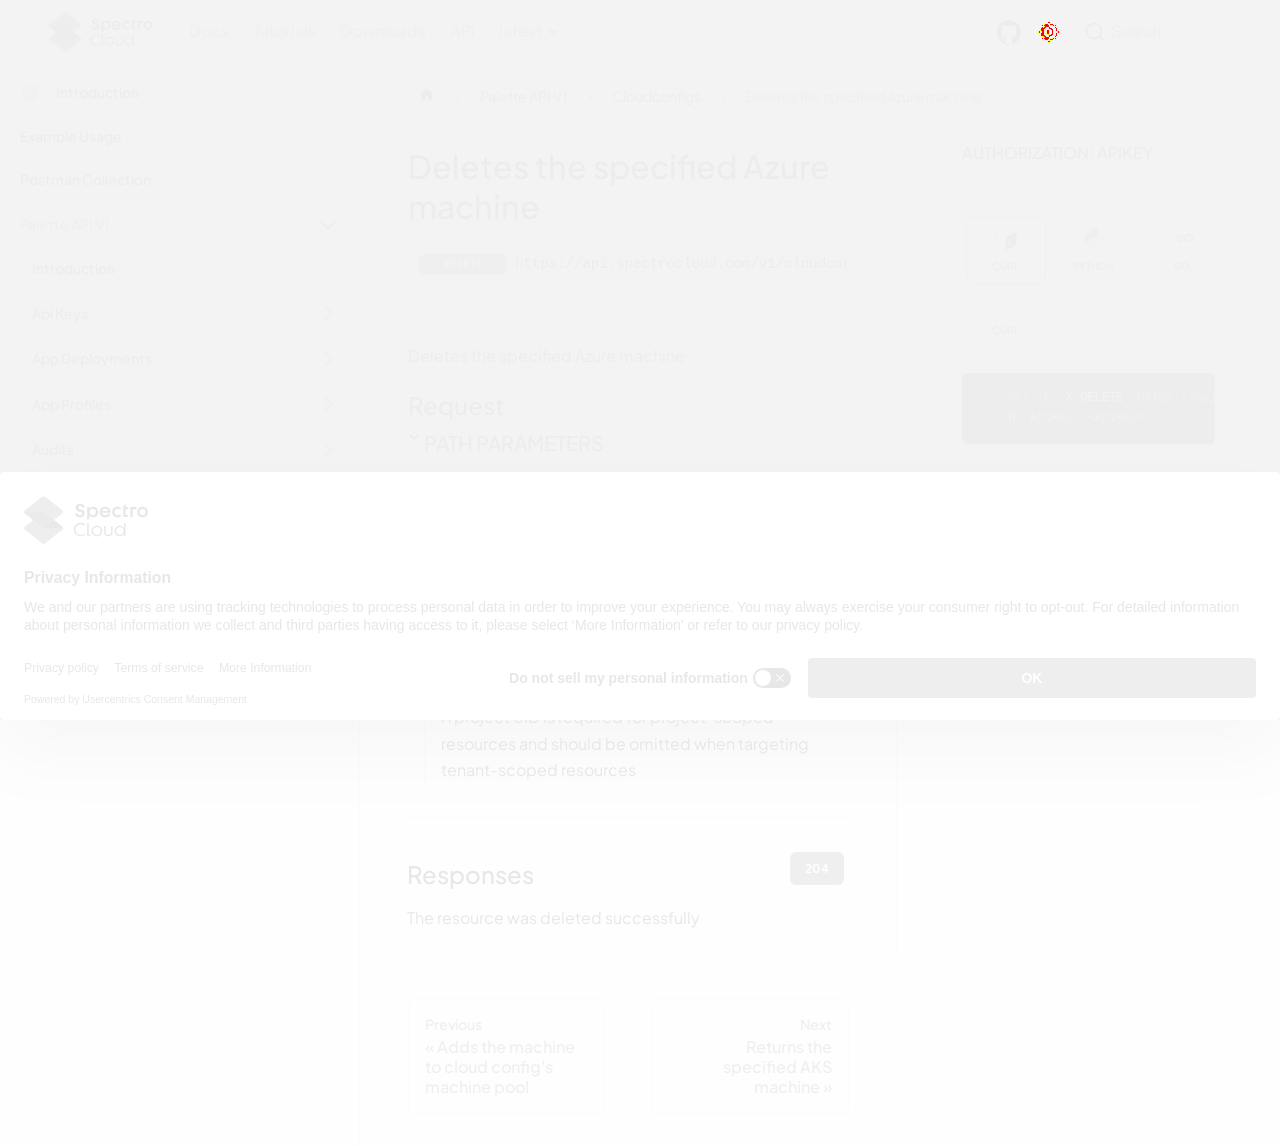 Spectro
Cloud
Docs Tutorials Downloads API latest
Search
Introduction
Example Usage
Postman Collection
Palette API V1
Introduction
Api Keys
App Deployments
App Profiles
Audits
Palette API V1
Cloudconfigs
Deletes the specified Azure machine
Deletes the specified Azure
machine
https://api.spectrocloud.com/v1/cloudcon
Deletes the specified Azure machine
Request
PATH PARAMETERS
AUTHORIZATION: APIKEY
CURL PYTHON GO
CURL
DELETE
Spectro
Cloud
Privacy Information
We and our partners are using tracking technologies to process personal data in order to improve your experience. You may always exercise your consumer right to opt-out. For detailed information
about personal information we collect and third parties having access to it, please select 'More Information' or refer to our privacy policy.
Privacy policy Terms of service More Information
Powered by Usercentrics Consent Management
Do not sell my personal information
OK
resources and should be omitted when targeting
tenant-scoped resources
Responses
204
The resource was deleted successfully
Previous
« Adds the machine
to cloud config's
machine pool
Next
Returns the
specified AKS
machine »